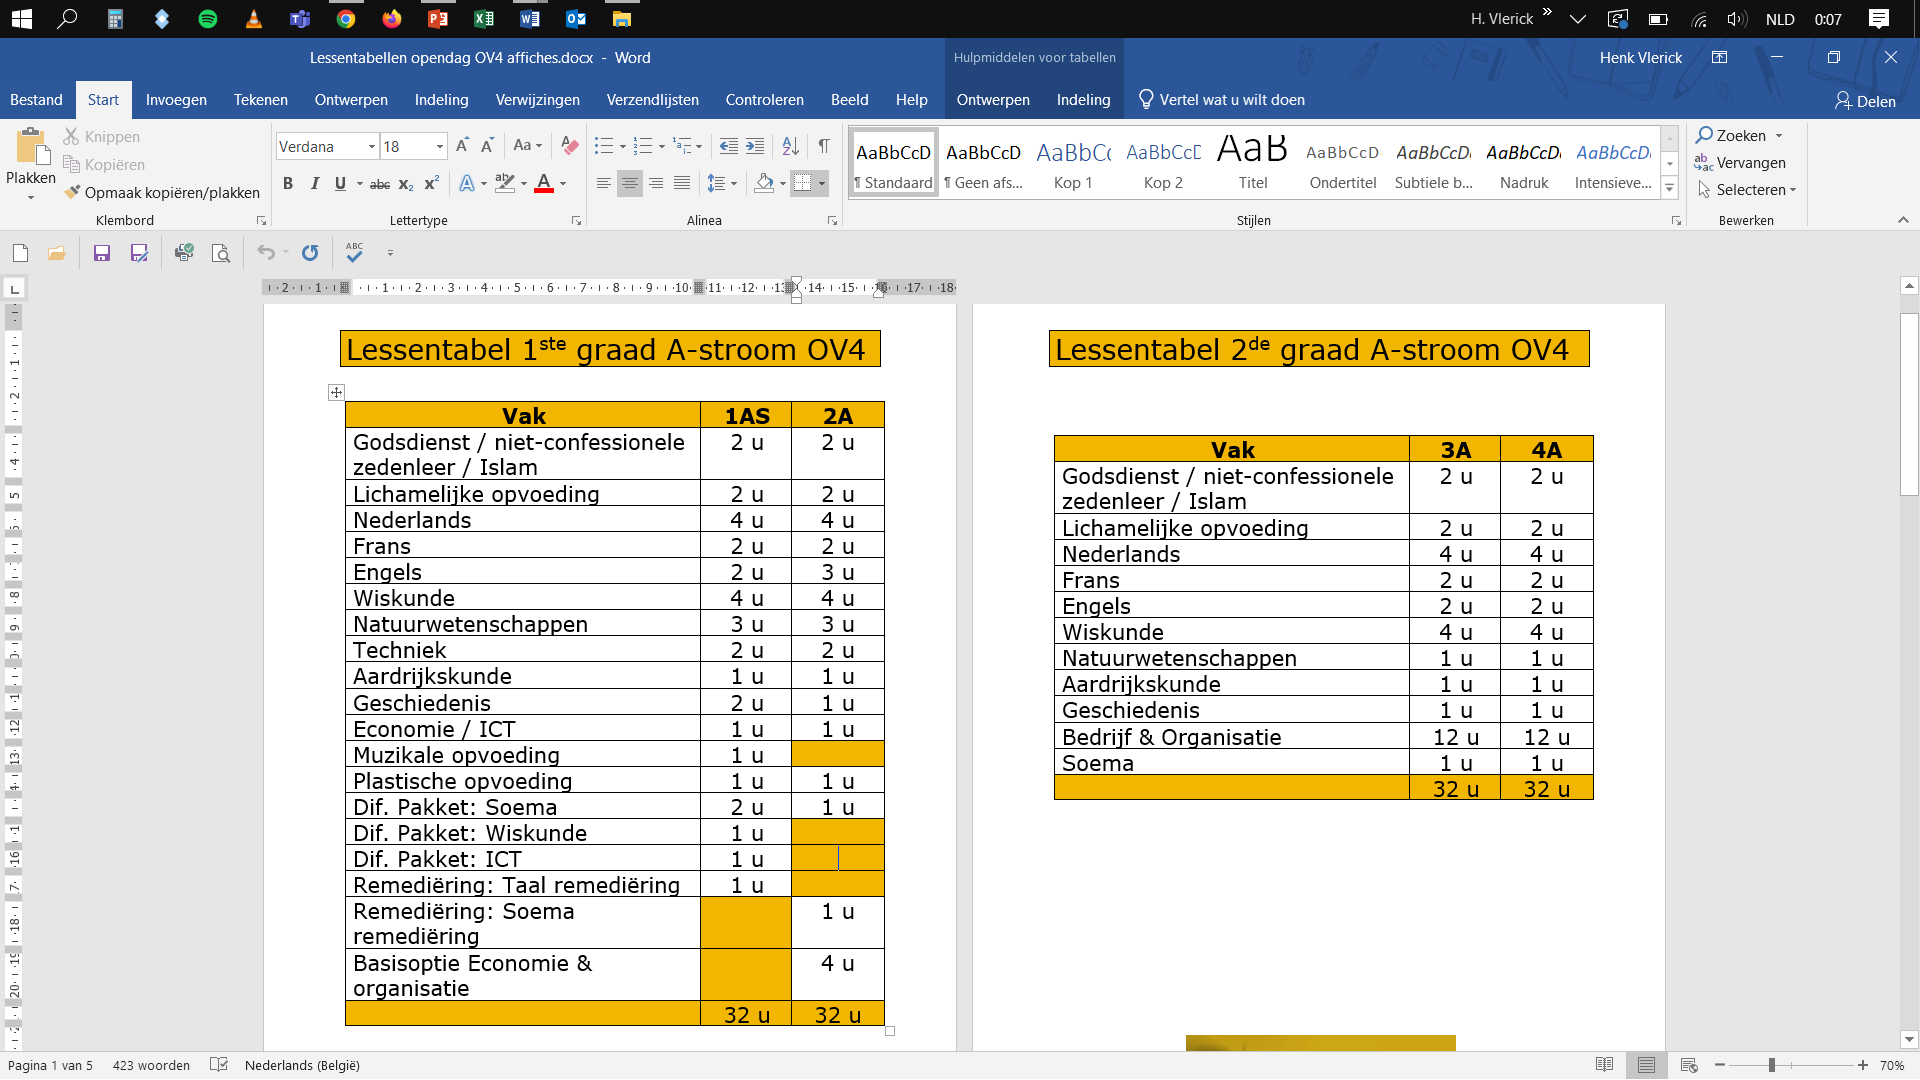 H. Vlerick
NLD
0:07
Lessentabellen opendag OV4 affiches.docx - Word
Hulpmiddelen voor tabellen
Henk Vlerick
Bestand
Start
Invoegen
Tekenen
Ontwerpen
Indeling
Verwijzingen
Verzendlijsten
Controleren
Beeld
Help
Ontwerpen
Indeling
Vertel wat u wilt doen
Delen
Plakken
Knippen
Kopiëren
Opmaak kopiëren/plakken
Klembord
Verdana
18
Lettertype
Alinea
AaBbCcD AaBbCcD AaBbCc AaBbCcD AaB AaBbCcD AaBbCcD AaBbCcD AaBbCcD
¶ Standaard
¶ Geen afs...
Kop 1
Kop 2
Titel
Ondertitel
Subtiele b...
Nadruk
Intensieve...
Stijlen
Zoeken
Vervangen
Selecteren
Bewerken
Lessentabel 1ste graad A-stroom OV4
Vak 1AS 2A
Godsdienst / niet-confessionele 2 u 2 u
zedenleer / Islam
Lichamelijke opvoeding 2 u 2 u
Nederlands 4 u 4 u
Frans 2 u 2 u
Engels 2 u 3 u
Wiskunde 4 u 4 u
Natuurwetenschappen 3 u 3 u
Techniek 2 u 2 u
Aardrijkskunde 1 u 1 u
Geschiedenis 2 u 1 u
Economie / ICT 1 u 1 u
Muzikale opvoeding 1 u
Plastische opvoeding 1 u 1 u
Dif. Pakket: Soema 2 u 1 u
Dif. Pakket: Wiskunde 1 u
Dif. Pakket: ICT 1 u
Remediëring: Taal remediëring 1 u
Remediëring: Soema 1 u
remediëring
Basisoptie Economie & 4 u
organisatie
32 u 32 u
Lessentabel 2de graad A-stroom OV4
Vak 3A 4A
Godsdienst / niet-confessionele 2 u 2 u
zedenleer / Islam
Lichamelijke opvoeding 2 u 2 u
Nederlands 4 u 4 u
Frans 2 u 2 u
Engels 2 u 2 u
Wiskunde 4 u 4 u
Natuurwetenschappen 1 u 1 u
Aardrijkskunde 1 u 1 u
Geschiedenis 1 u 1 u
Bedrijf & Organisatie 12 u 12 u
Soema 1 u 1 u
32 u 32 u
Pagina 1 van 5
423 woorden
Nederlands (België)
70%